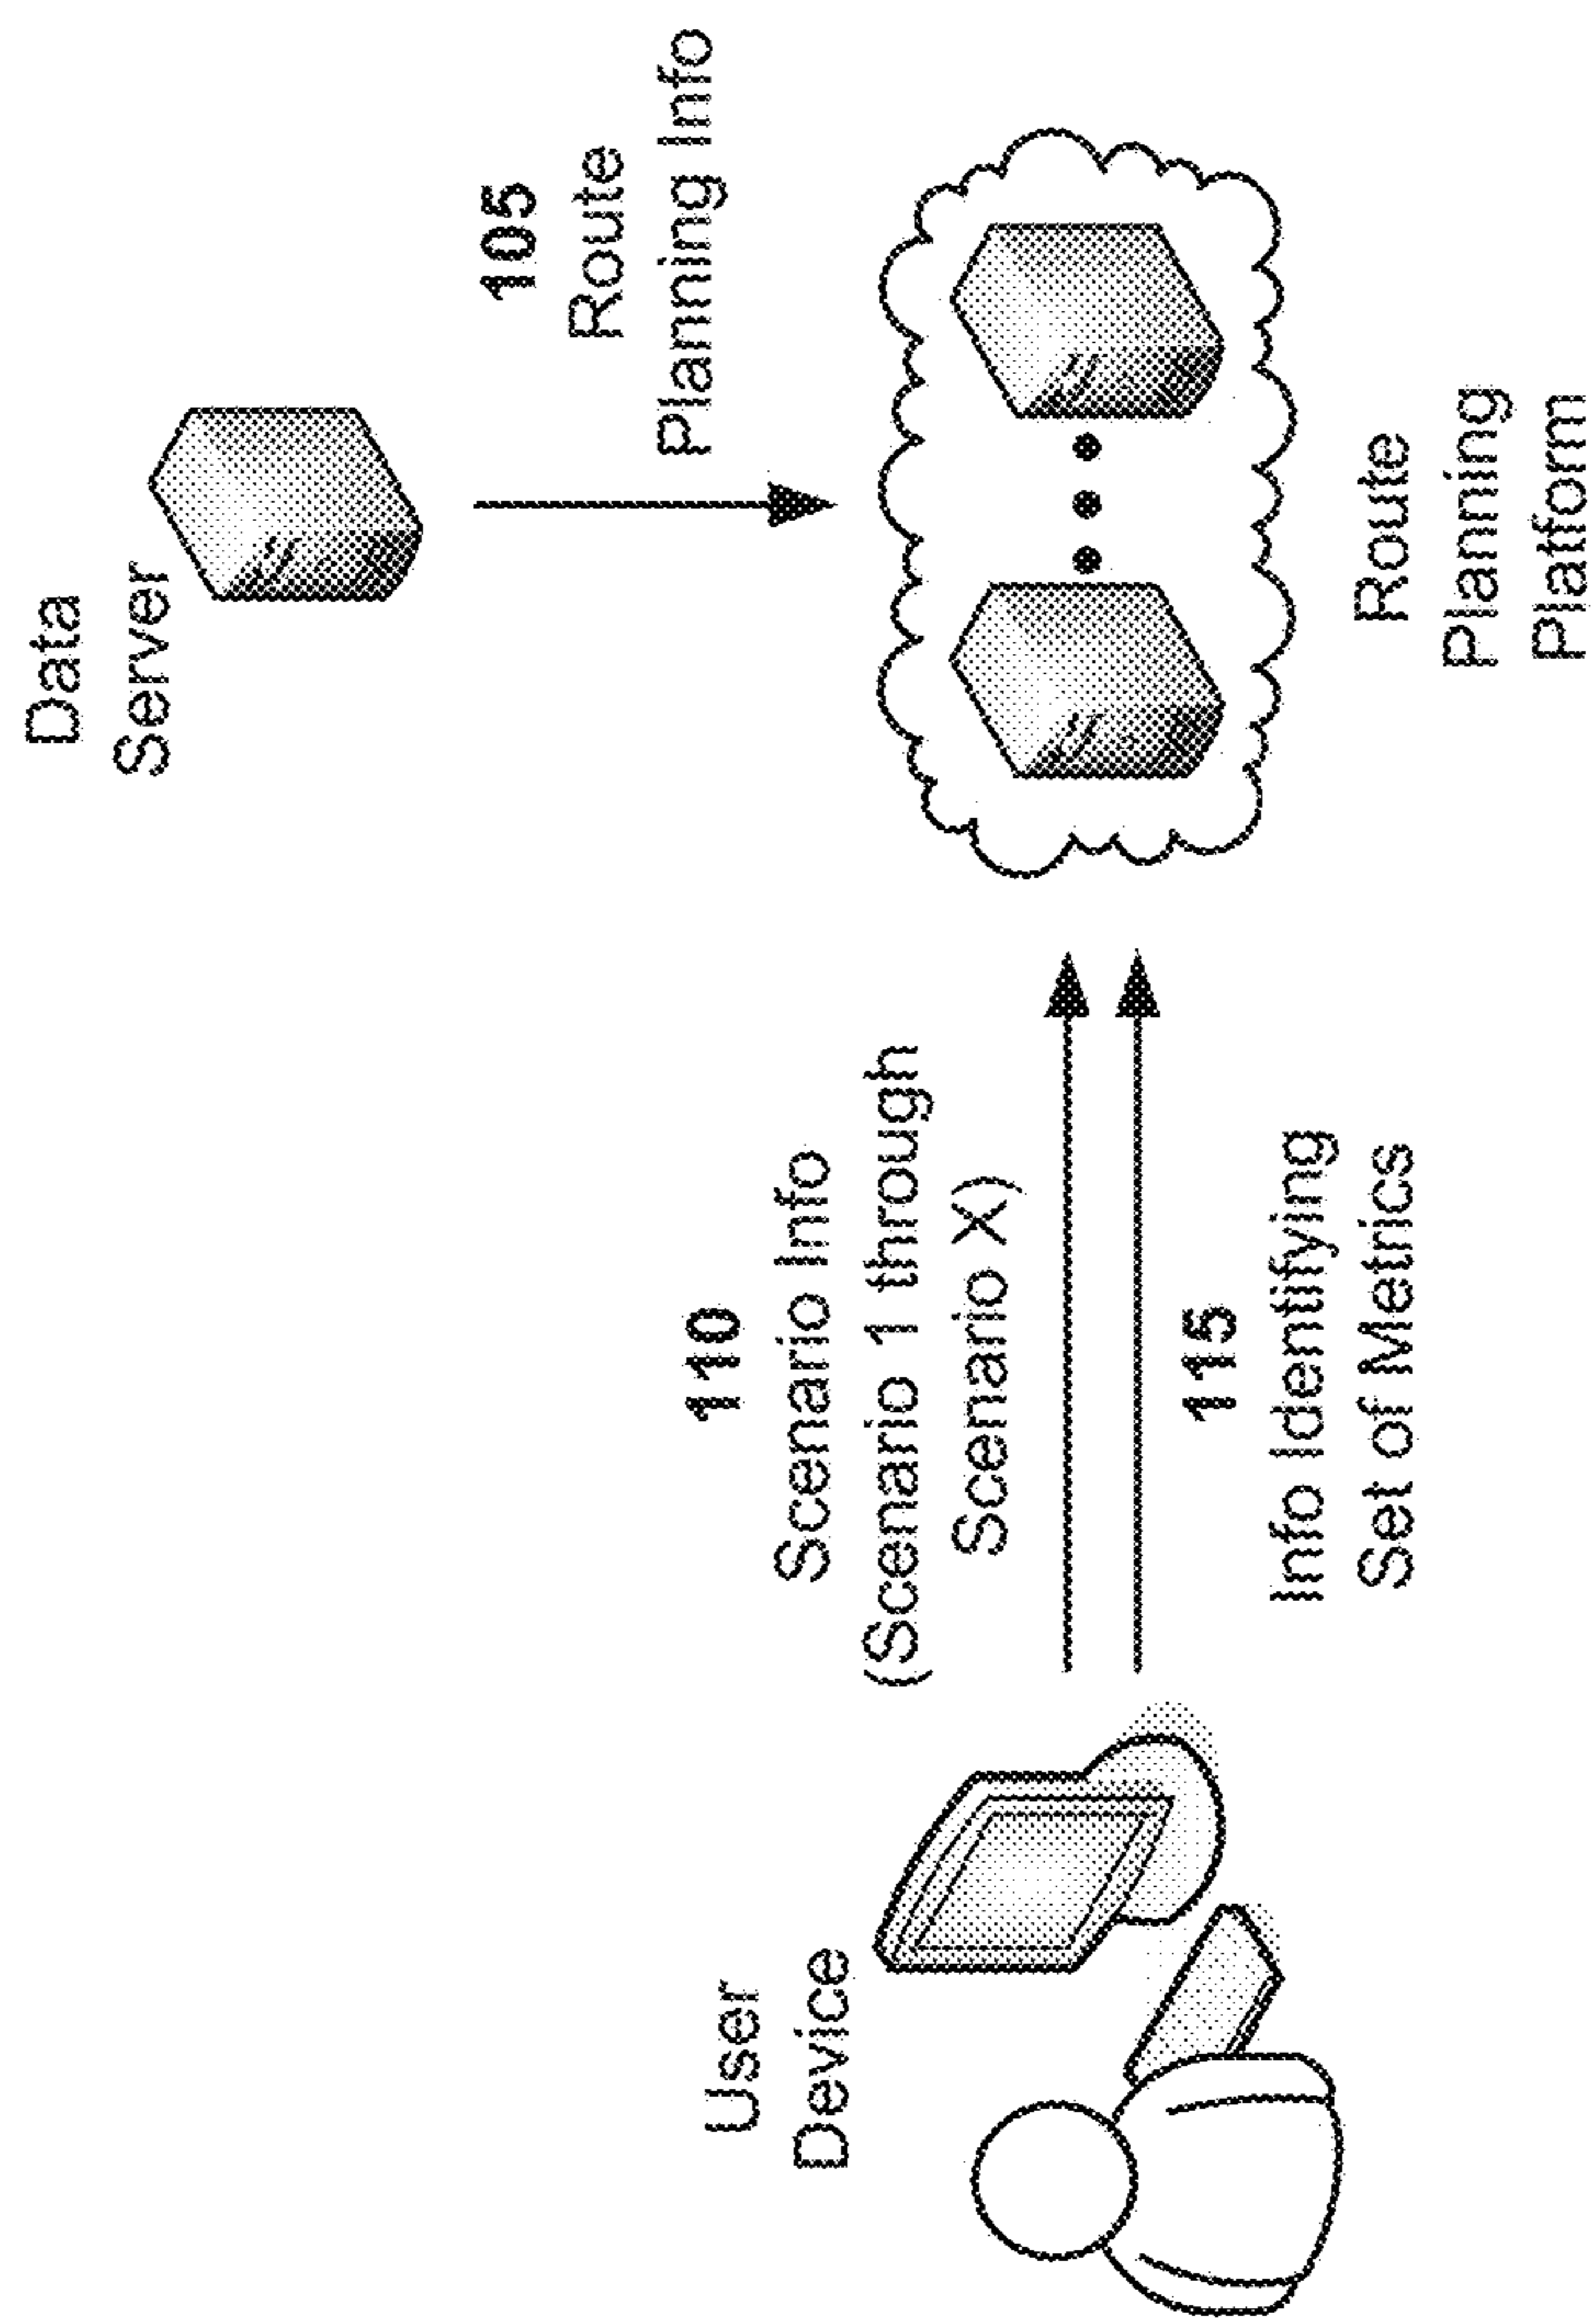 Data
Server
105
Route
Planning Info
User
Device
110
Scenario Info
(Scenario 1 through
Scenario X)
115
Info Identifying
Set of Metrics
Route
Planning
Platform